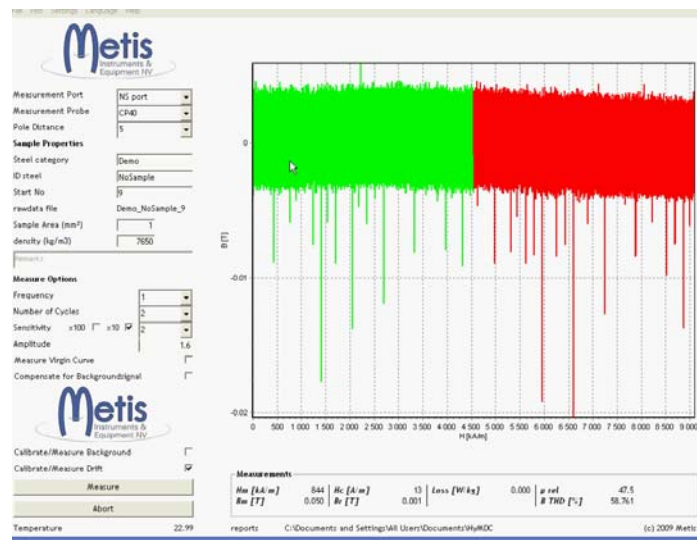 File Plot Settings Language Help
Metis
Instruments &
Equipment NV
Measurement Port NS port
Measurement Probe CP40
Pole Distance 5
Sample Properties
Steel category Demo
ID steel NoSample
Start No 9
rawdata file Demo_NoSample_9
Sample Area (mm²) 1
density (kg/m3) 7650
Remarks
Measure Options
Frequency 1
Number of Cycles 2
Sensitivity x100 x10 2
Amplitude 1.6
Measure Virgin Curve
Compensate for Backgroundsignal
Metis
Instruments &
Equipment NV
Calibrate/Measure Background
Calibrate/Measure Drift
Measure
Abort
Temperature 22.99
B [T]
0
-0.01
-0.02
0 500 1 000 1 500 2 000 2 500 3 000 3 500 4 000 4 500 5 000 5 500 6 000 6 500 7 000 7 500 8 000 8 500 9 000
H [kA/m]
Measurements
Hm [kA/m] 844 Hc [A/m] 13 Loss [W/kg] 0.000 µ rel 47.5
Bm [T] 0.050 Br [T] 0.001 B THD [%] 58.761
reports C:\Documents and Settings\All Users\Documents\HyMDC (c) 2009 Metis